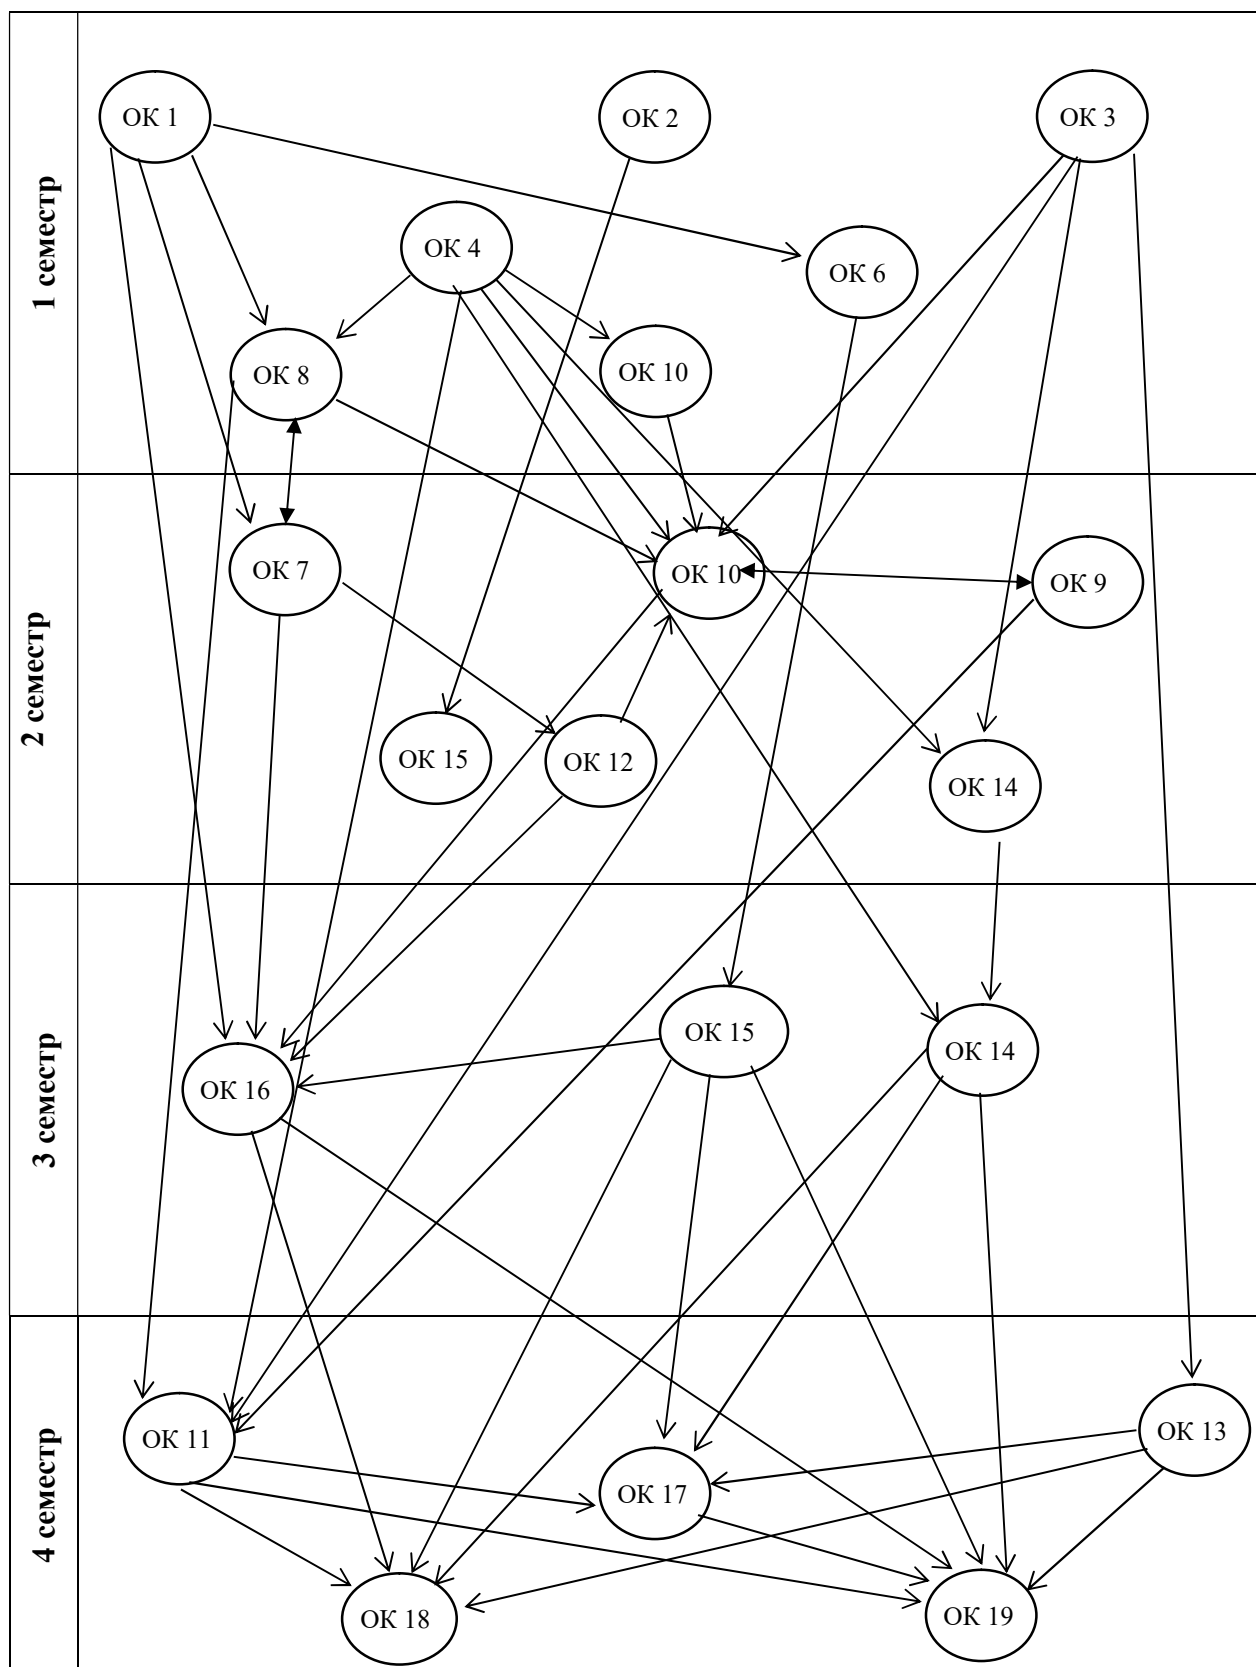 1 семестр
ОК 1
ОК 2
ОК 3
ОК 4
ОК 6
ОК 8
ОК 10
2 семестр
ОК 7
ОК 10
ОК 9
ОК 15
ОК 12
ОК 14
3 семестр
ОК 15
ОК 14
ОК 16
4 семестр
ОК 11
ОК 13
ОК 17
ОК 18
ОК 19